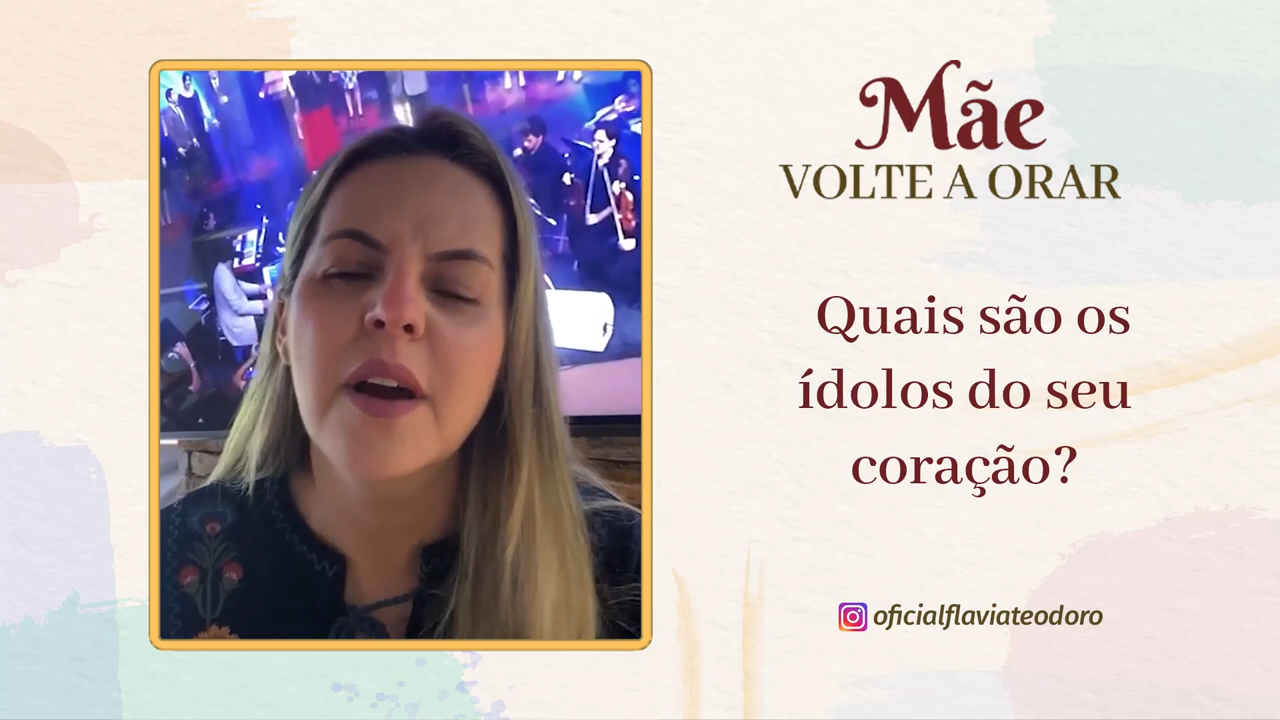 Mãe
VOLTE A ORAR
Quais são os
ídolos do seu
coração?
oficialflaviateodoro